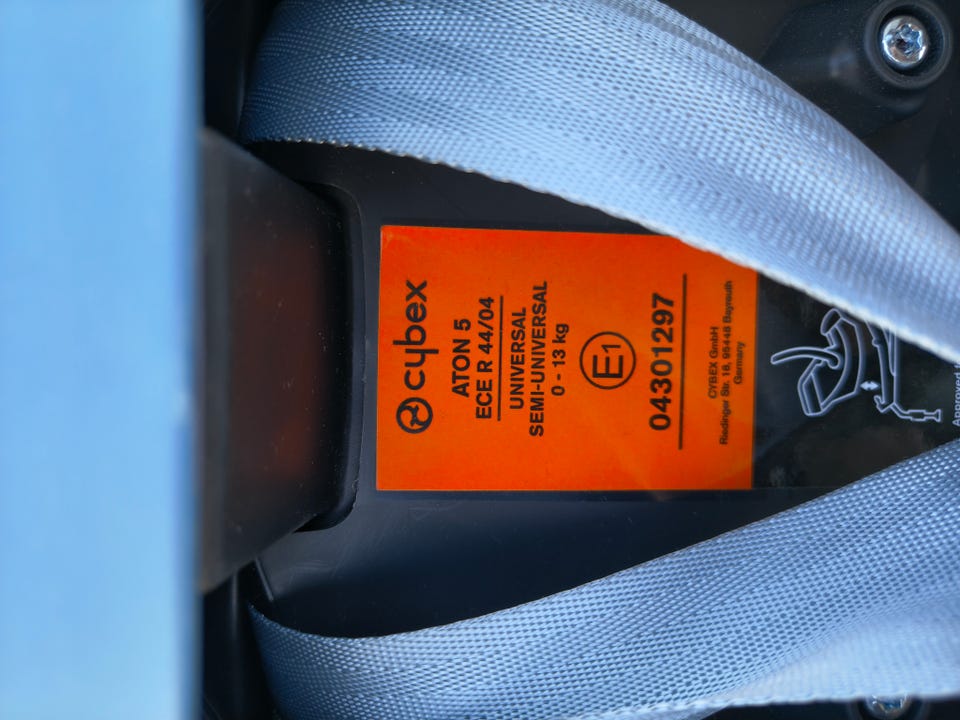 cybex
ATON 5
ECE R 44/04
UNIVERSAL
SEMI-UNIVERSAL
0 - 13 kg
E1
04301297
CYBEX GmbH
Riedinger Str. 18, 95448 Bayreuth
Germany
Approved